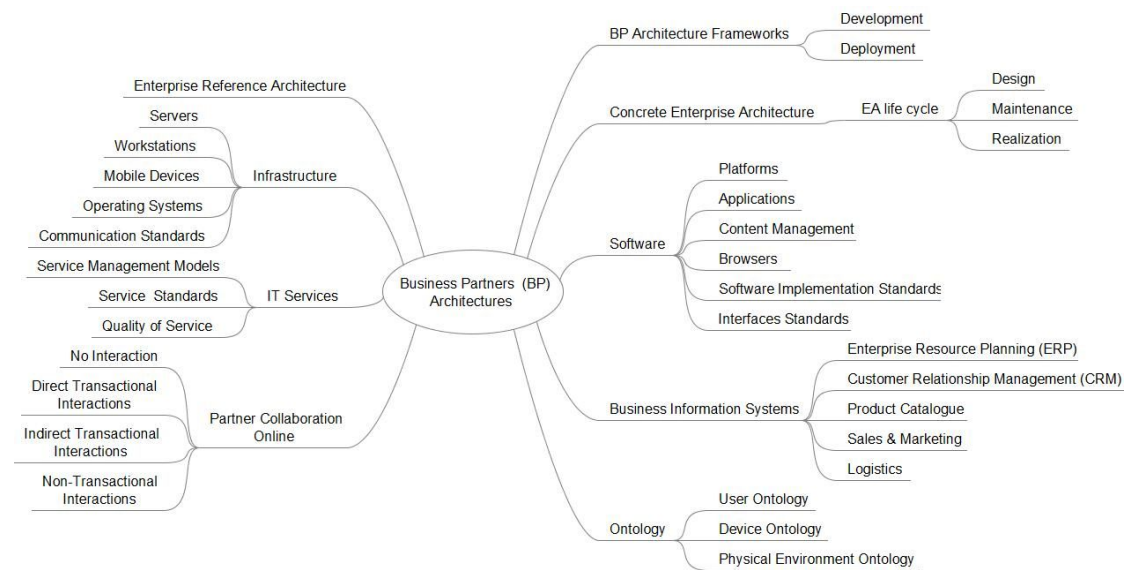 Business Partners (BP)
Architectures
Enterprise Reference Architecture
Infrastructure
Servers
Workstations
Mobile Devices
Operating Systems
Communication Standards
IT Services
Service Management Models
Service Standards
Quality of Service
Partner Collaboration
Online
No Interaction
Direct Transactional
Interactions
Indirect Transactional
Interactions
Non-Transactional
Interactions
BP Architecture Frameworks
Development
Deployment
Concrete Enterprise Architecture
EA life cycle
Design
Maintenance
Realization
Software
Platforms
Applications
Content Management
Browsers
Software Implementation Standards
Interfaces Standards
Business Information Systems
Enterprise Resource Planning (ERP)
Customer Relationship Management (CRM)
Product Catalogue
Sales & Marketing
Logistics
Ontology
User Ontology
Device Ontology
Physical Environment Ontology